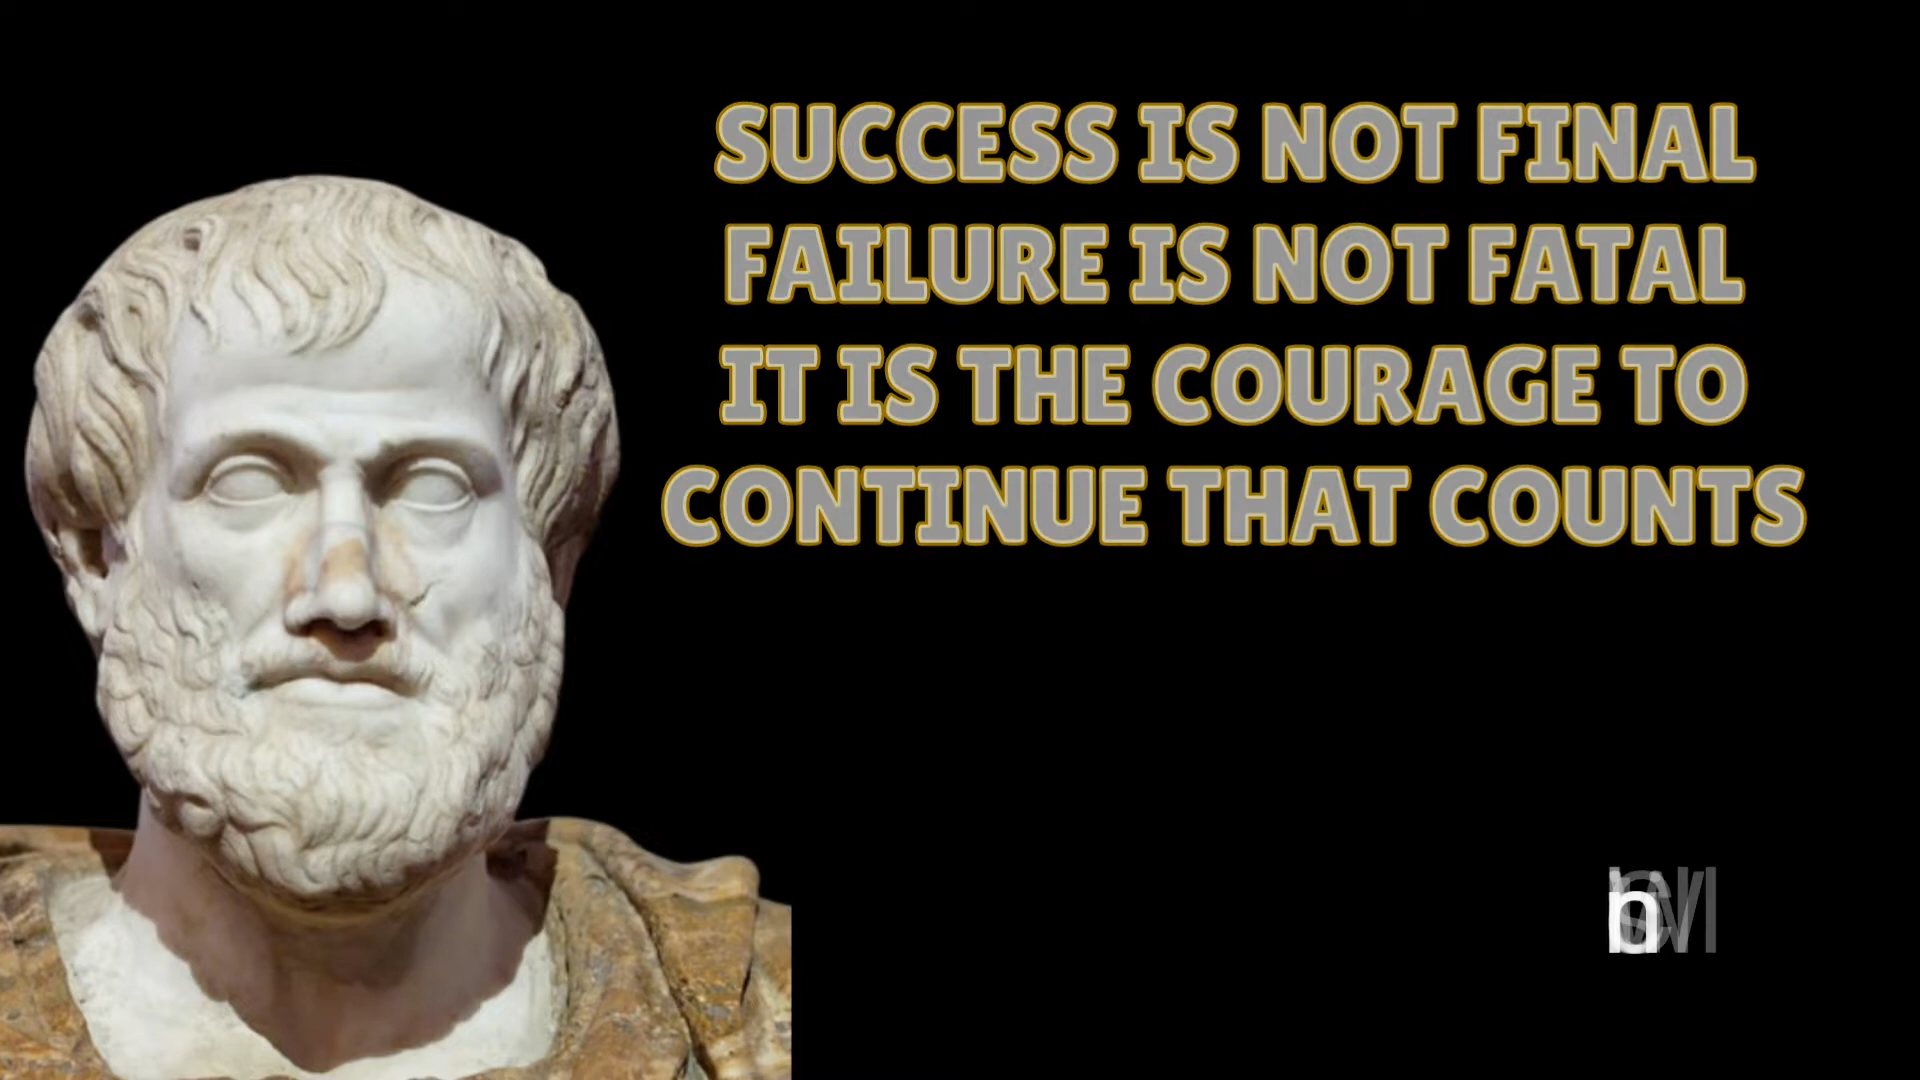 SUCCESS IS NOT FINAL
FAILURE IS NOT FATAL
IT IS THE COURAGE TO
CONTINUE THAT COUNTS